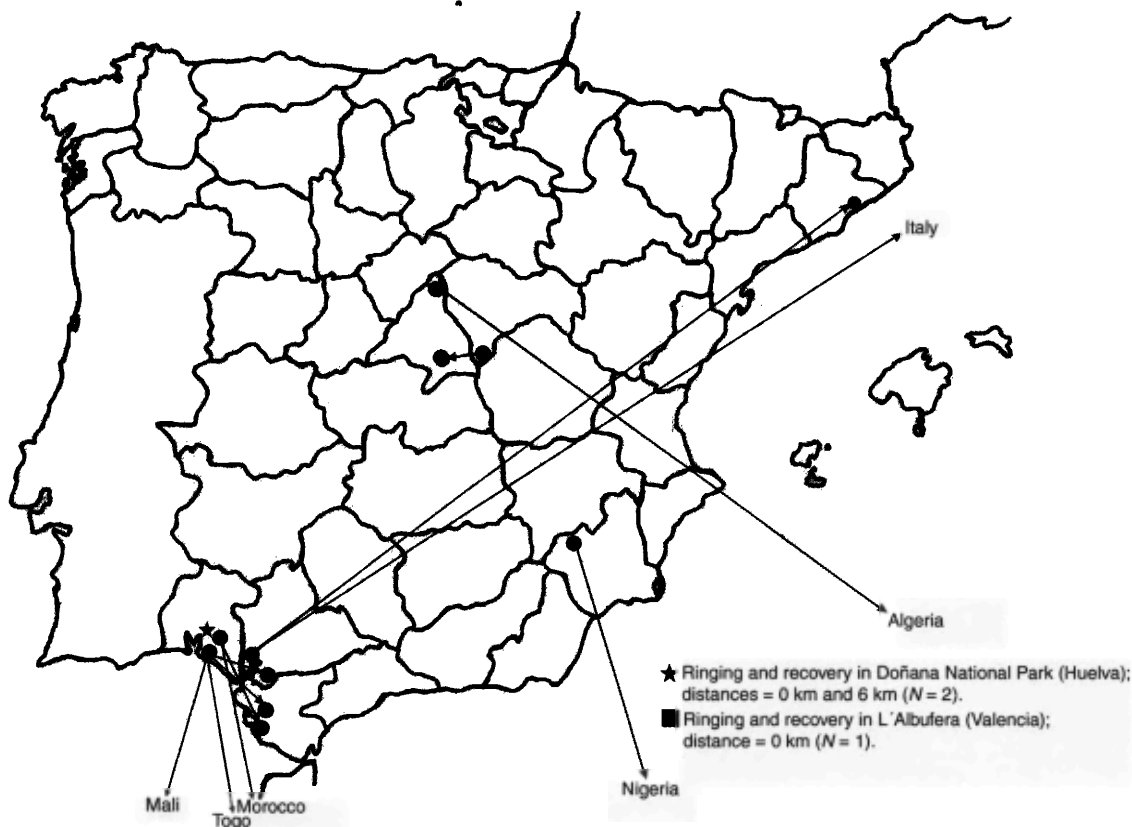 Italy
Algeria
★ Ringing and recovery in Doñana National Park (Huelva);
distances = 0 km and 6 km (N = 2).
■ Ringing and recovery in L´Albufera (Valencia);
distance = 0 km (N = 1).
Nigeria
Mali
Morocco
Togo